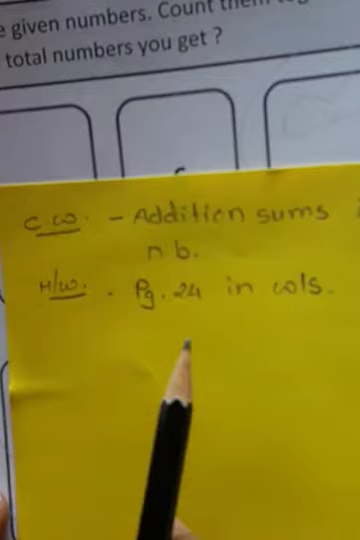 given numbers. Count them
total numbers you get ?
C.W. - Addition sums
n b.
H/W. - Pg. 24 in cols.